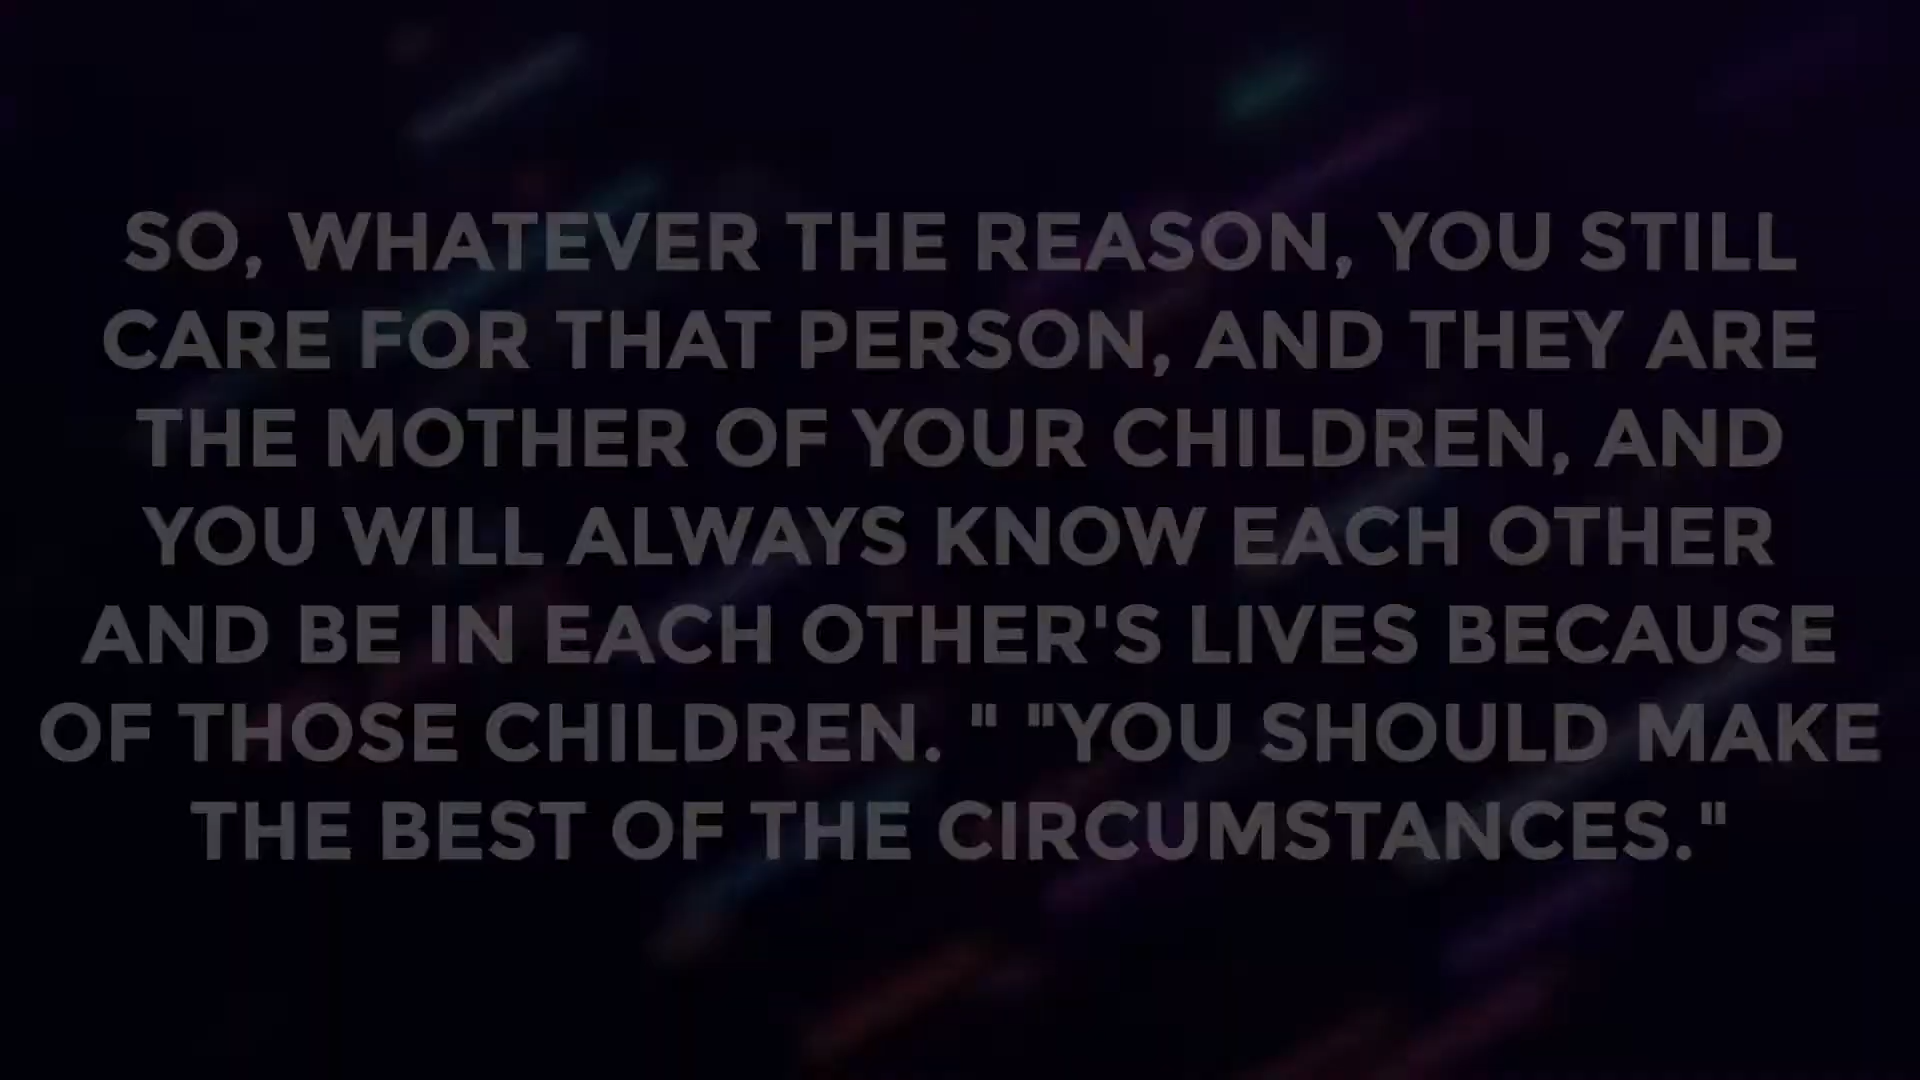 SO, WHATEVER THE REASON, YOU STILL
CARE FOR THAT PERSON, AND THEY ARE
THE MOTHER OF YOUR CHILDREN, AND
YOU WILL ALWAYS KNOW EACH OTHER
AND BE IN EACH OTHER'S LIVES BECAUSE
OF THOSE CHILDREN. " "YOU SHOULD MAKE
THE BEST OF THE CIRCUMSTANCES."